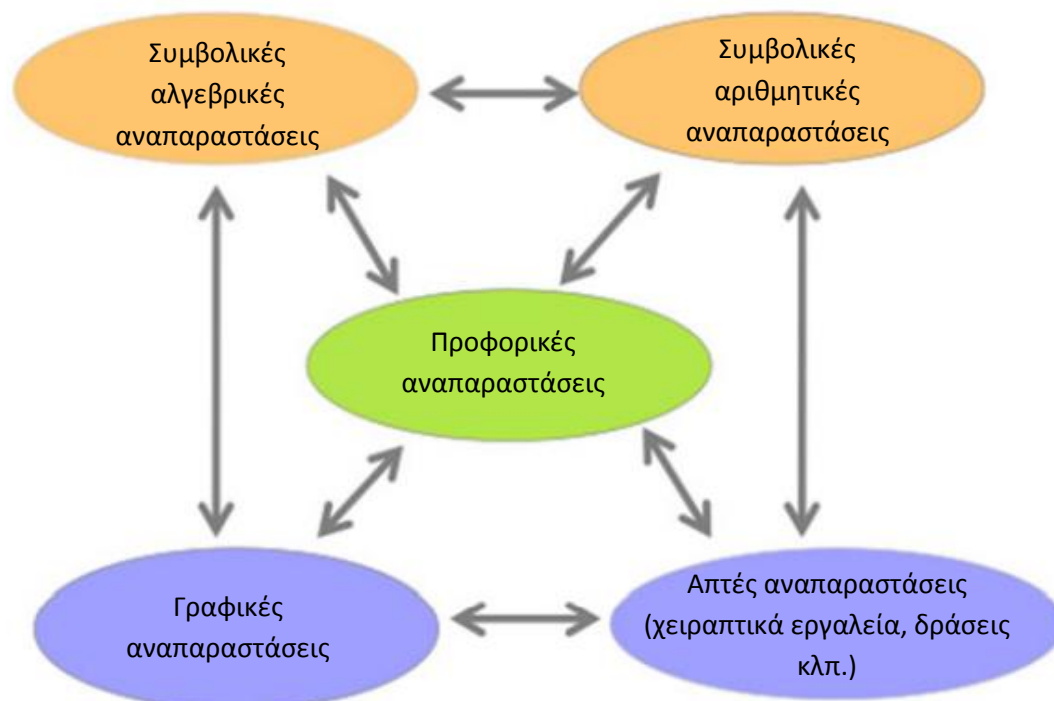 Συμβολικές
αλγεβρικές
αναπαραστάσεις
Συμβολικές
αριθμητικές
αναπαραστάσεις
Προφορικές
αναπαραστάσεις
Γραφικές
αναπαραστάσεις
Απτές αναπαραστάσεις
(χειραπτικά εργαλεία, δράσεις
κλπ.)